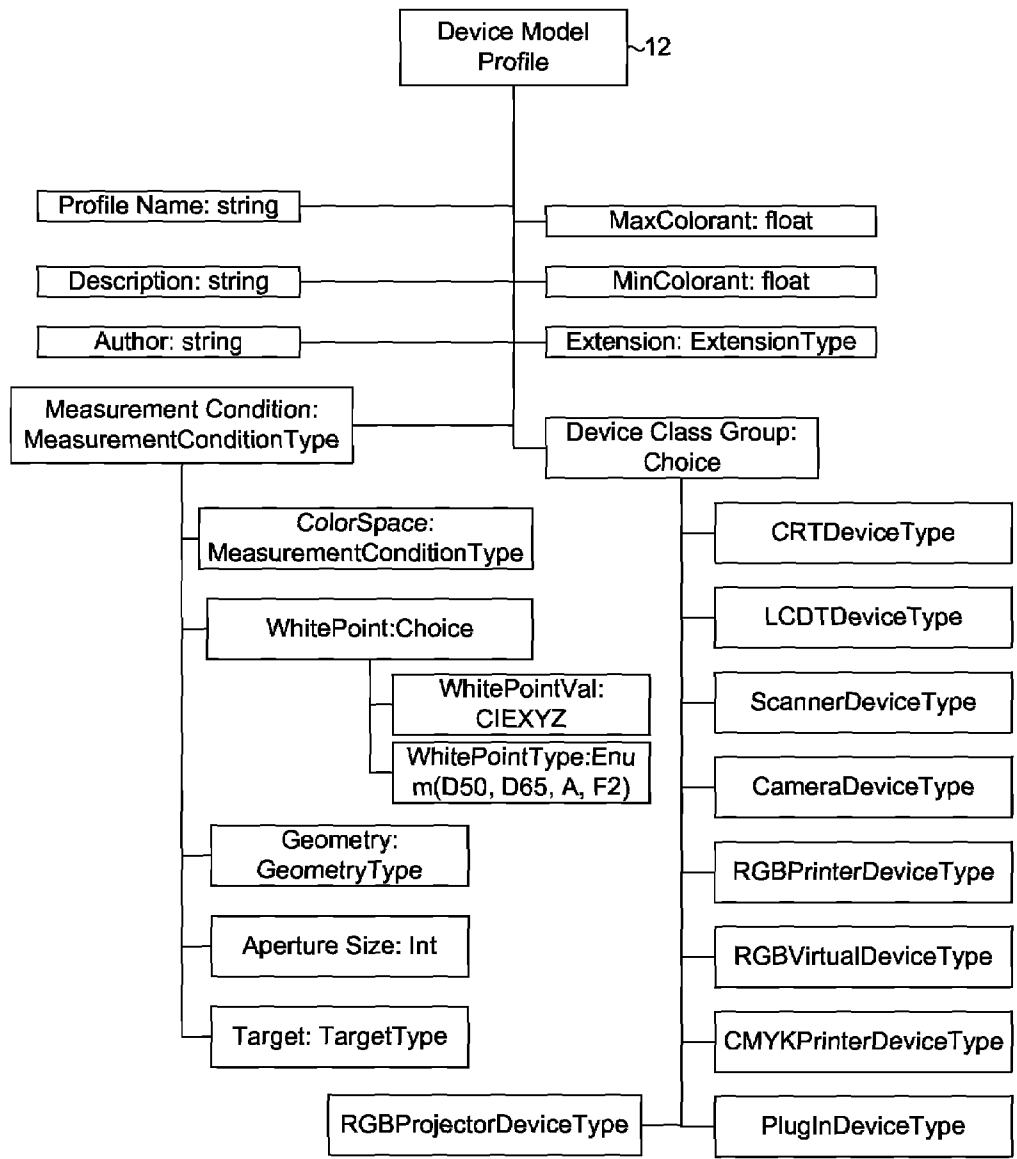 Device Model
Profile
12
Profile Name: string
MaxColorant: float
Description: string
MinColorant: float
Author: string
Extension: ExtensionType
Measurement Condition:
MeasurementConditionType
Device Class Group:
Choice
ColorSpace:
MeasurementConditionType
WhitePoint:Choice
WhitePointVal:
CIEXYZ
WhitePointType:Enu
m(D50, D65, A, F2)
Geometry:
GeometryType
Aperture Size: Int
Target: TargetType
CRTDeviceType
LCDTDeviceType
ScannerDeviceType
CameraDeviceType
RGBPrinterDeviceType
RGBVirtualDeviceType
CMYKPrinterDeviceType
RGBProjectorDeviceType
PlugInDeviceType